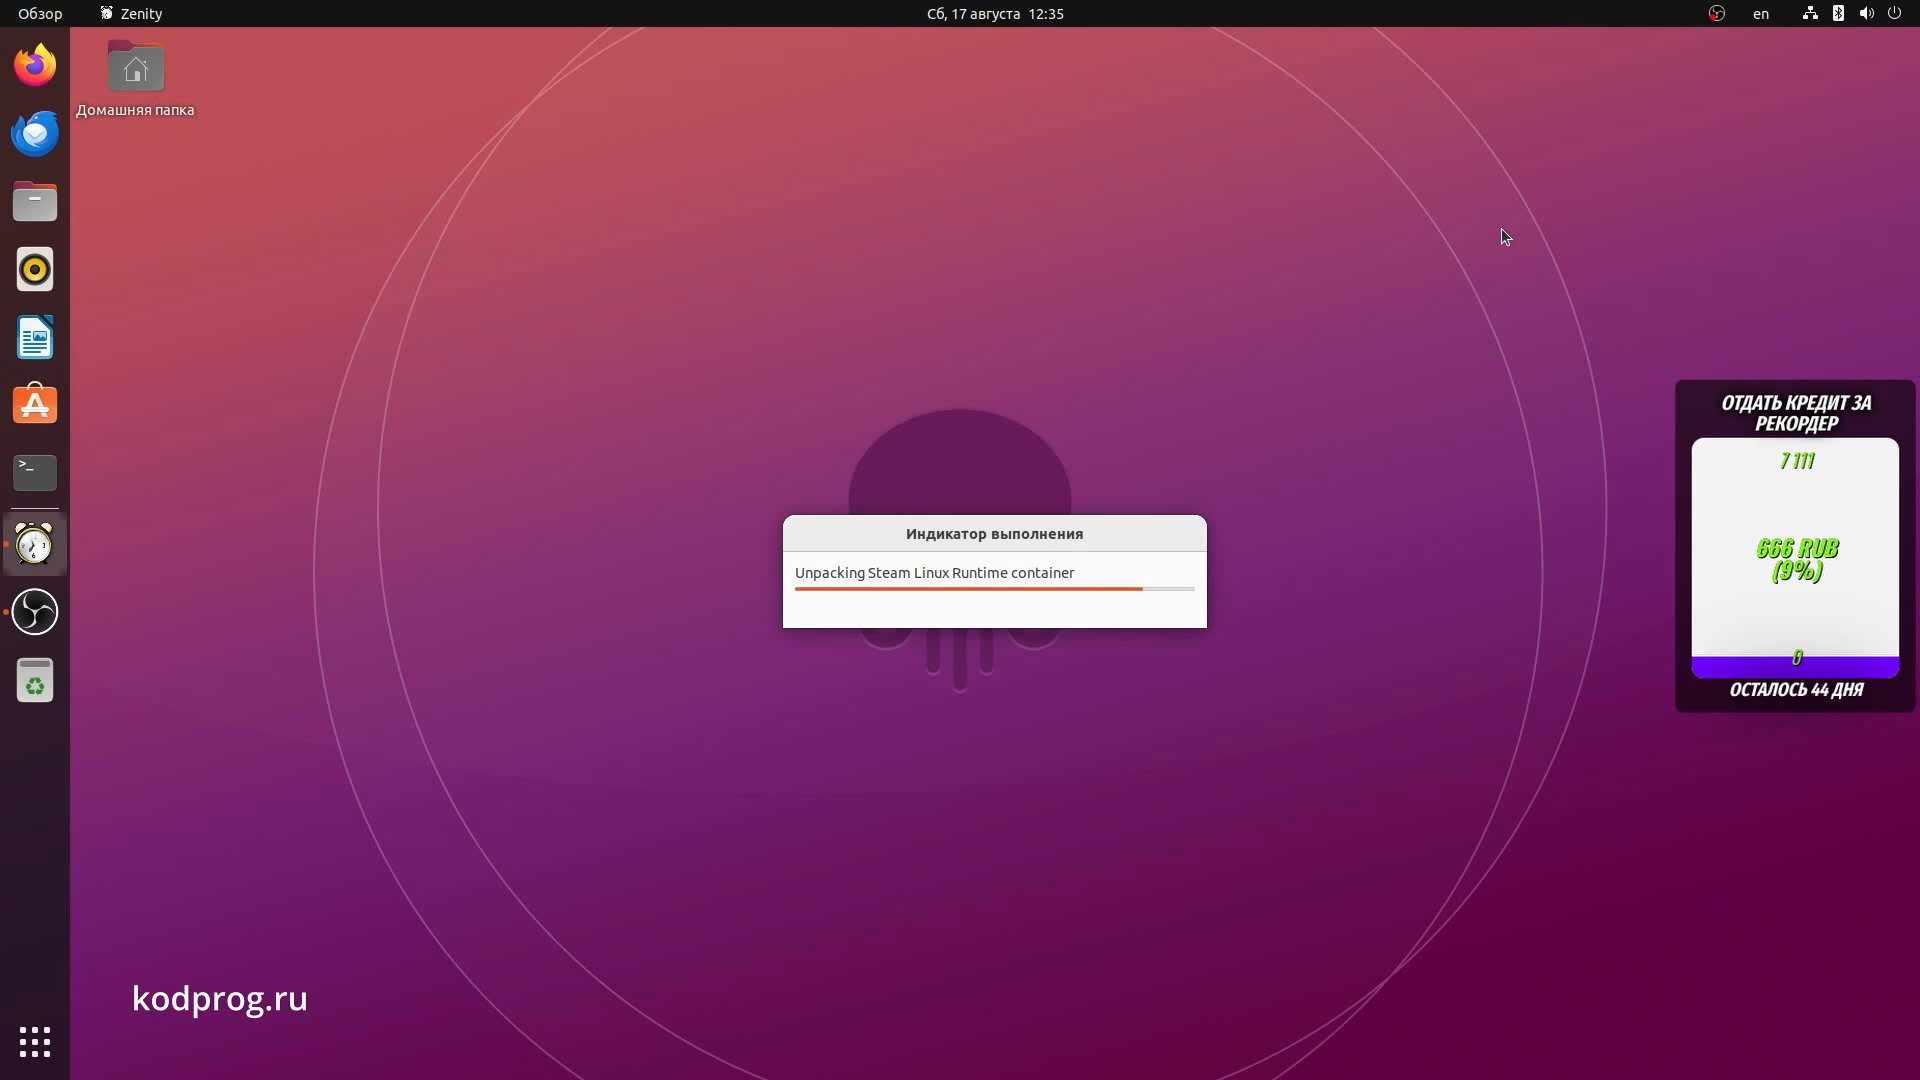 Обзор
Zenity
Сб, 17 августа 12:35
en
Домашняя папка
>_
Индикатор выполнения
Unpacking Steam Linux Runtime container
ОТДАТЬ КРЕДИТ ЗА
РЕКОРДЕР
7 111
666 RUB
(9%)
0
ОСТАЛОСЬ 44 ДНЯ
kodprog.ru